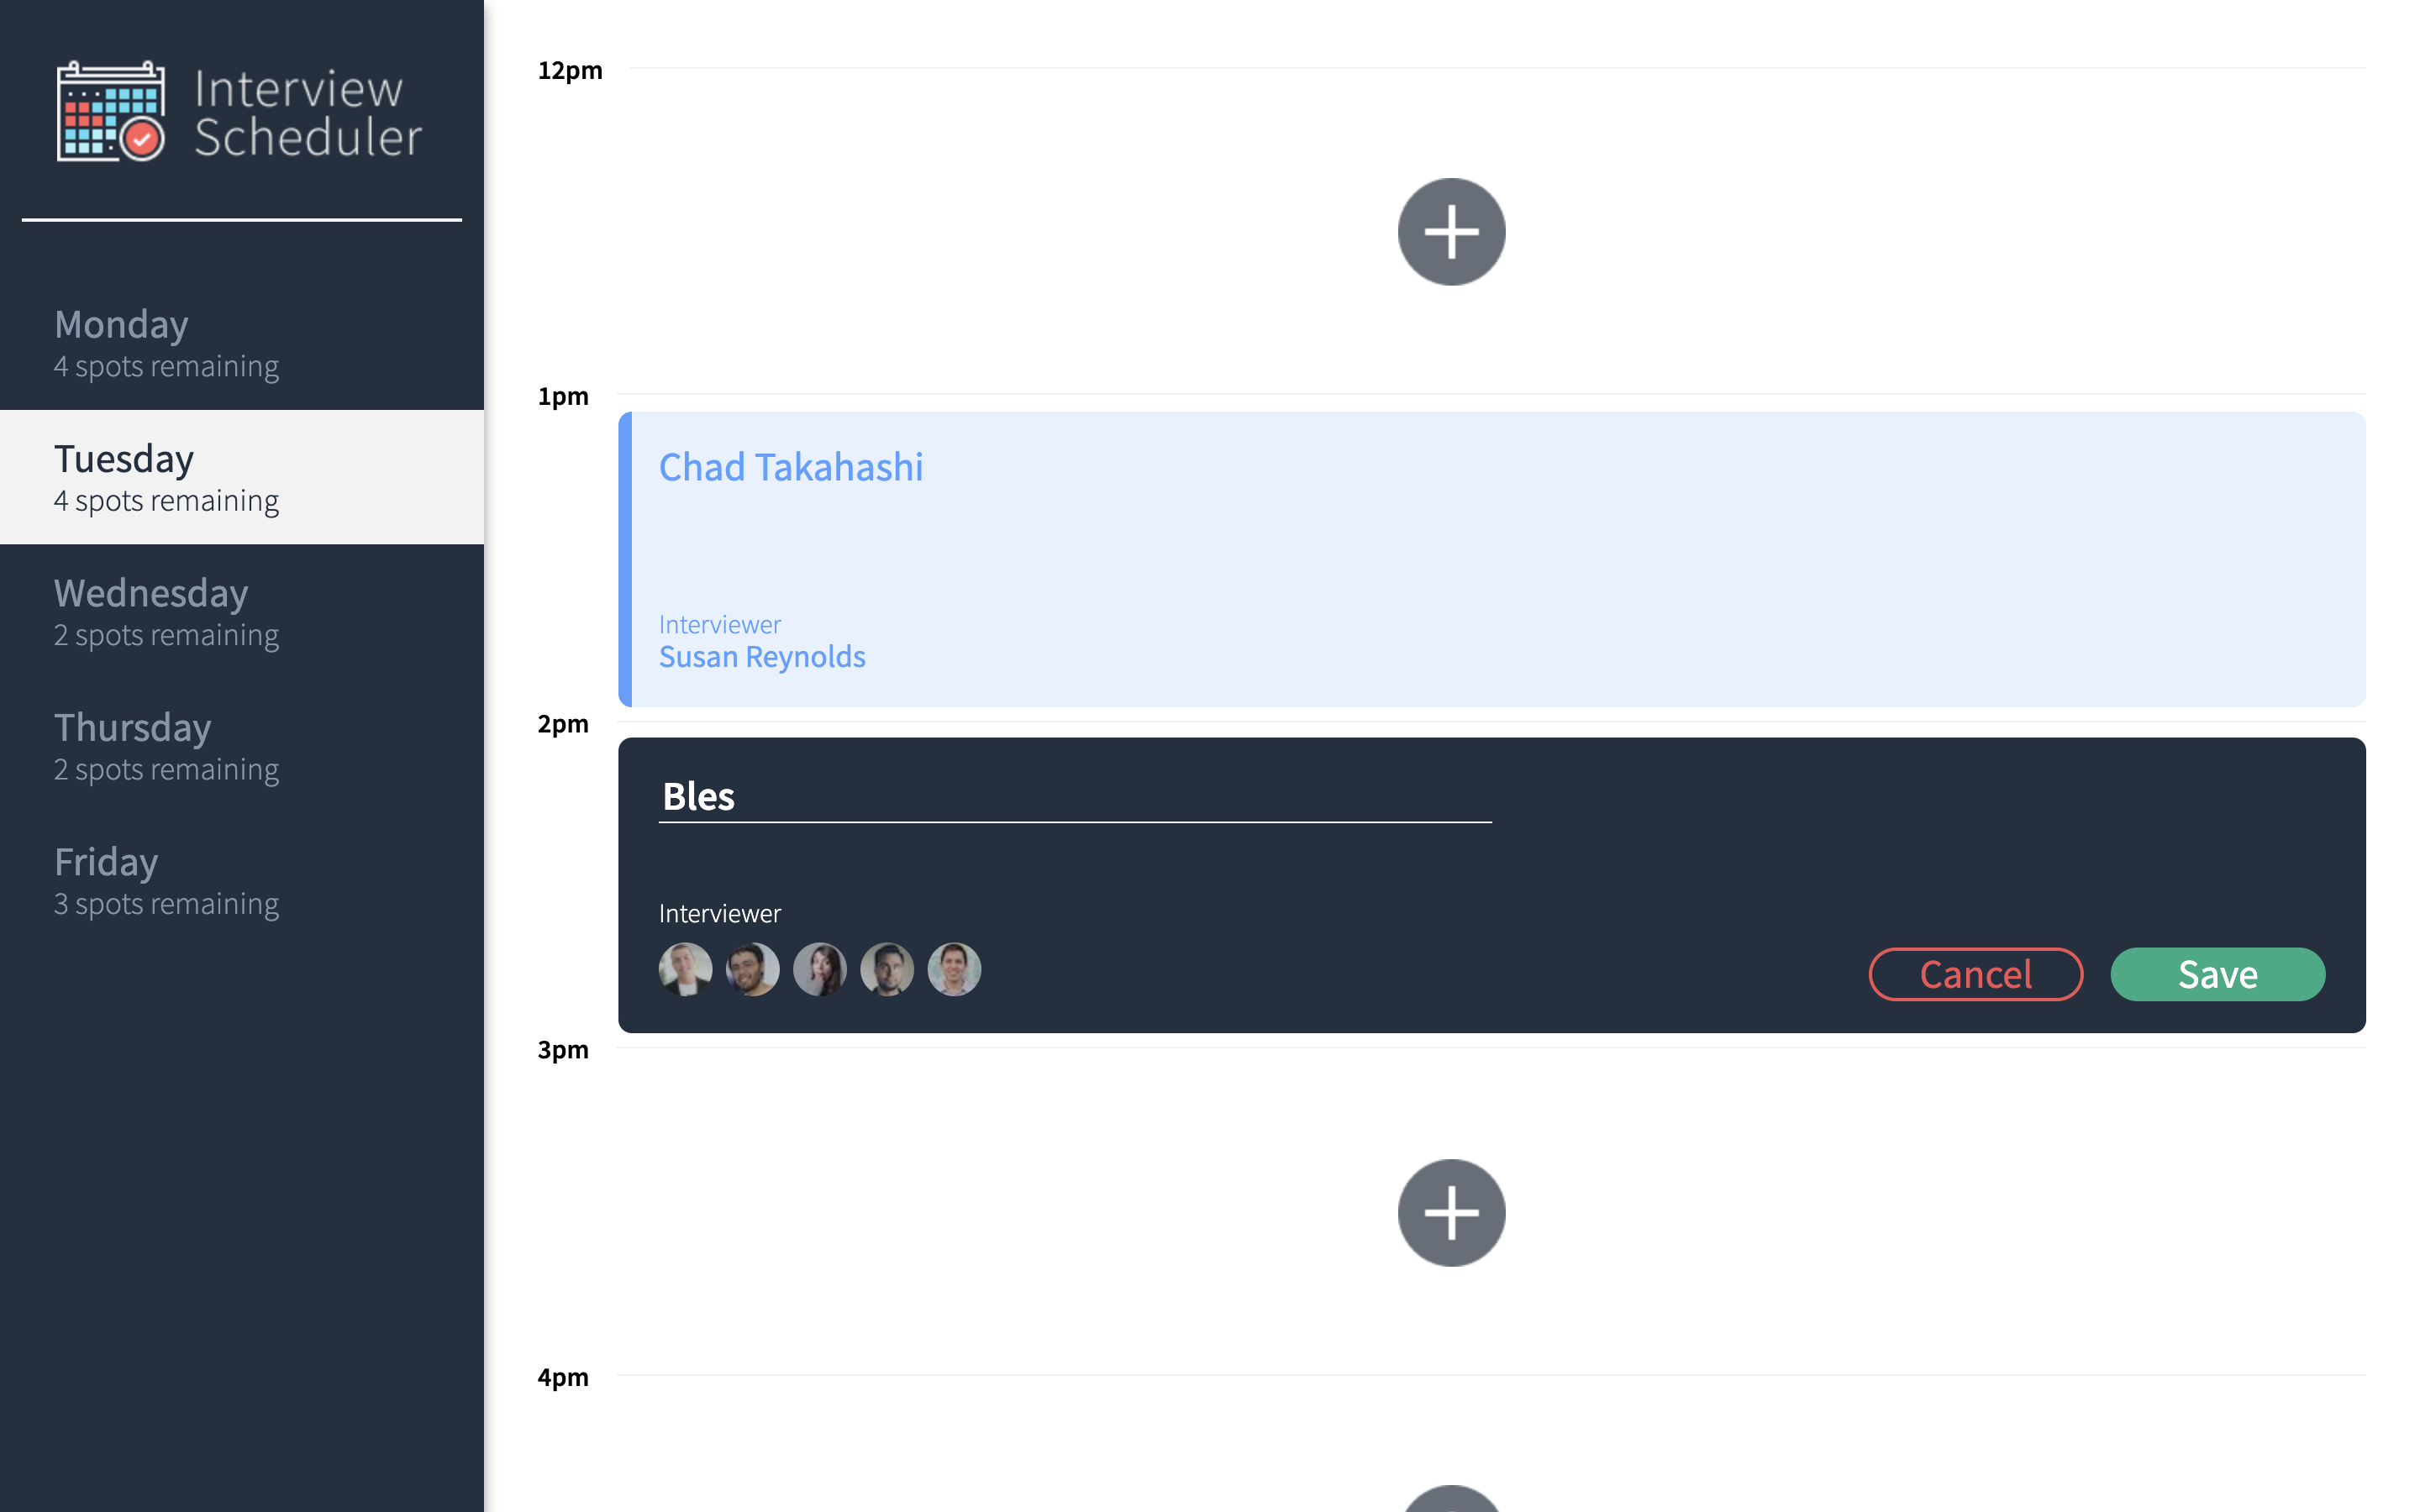 Interview
Scheduler
Monday
4 spots remaining
Tuesday
4 spots remaining
Wednesday
2 spots remaining
Thursday
2 spots remaining
Friday
3 spots remaining
12pm
1pm
Chad Takahashi
Interviewer
Susan Reynolds
2pm
Bles
Interviewer
Cancel
Save
3pm
4pm